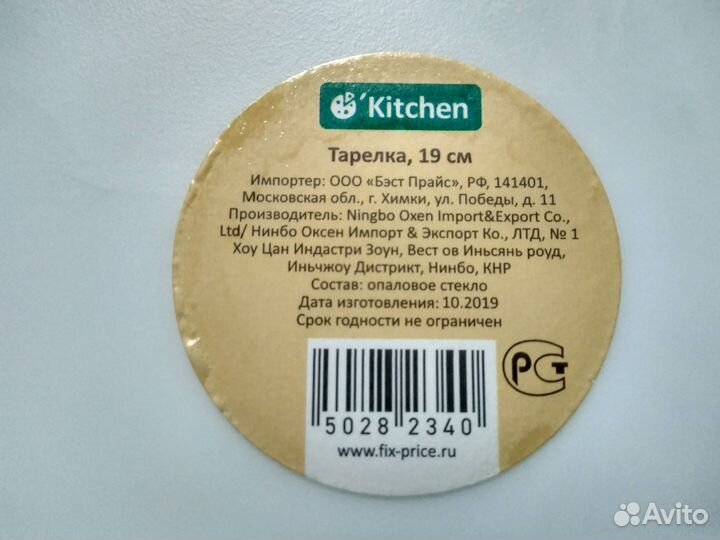 'Kitchen
Тарелка, 19 см
Импортер: ООО «Бэст Прайс», РФ, 141401,
Московская обл., г. Химки, ул. Победы, д. 11
Производитель: Ningbo Oxen Import&Export Co.,
Ltd/ Нинбо Оксен Импорт & Экспорт Ко., ЛТД, № 1
Хоу Цан Индастри Зоун, Вест ов Иньсянь роуд,
Иньчжоу Дистрикт, Нинбо, КНР
Состав: опаловое стекло
Дата изготовления: 10.2019
Срок годности не ограничен
РСТ
5028 2340
www.fix-price.ru
Avito